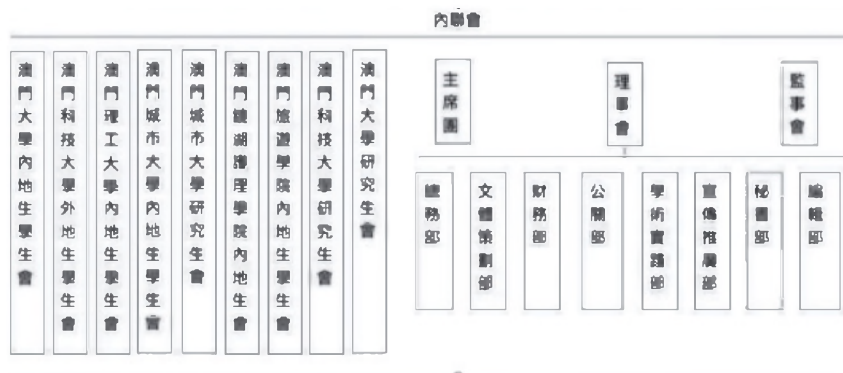 內聯會
澳門大學內地生學生會
澳門科技大學外地生學生會
澳門理工大學內地生學生會
澳門城市大學內地生學生會
澳門城市大學研究生會
澳門鏡湖護理學院內地生會
澳門旅遊學院內地生學生會
澳門科技大學研究生會
澳門大學研究生會
主席團
理事會
監事會
總務部
文體策劃部
財務部
公關部
學術實踐部
宣傳推廣部
秘書部
編輯部